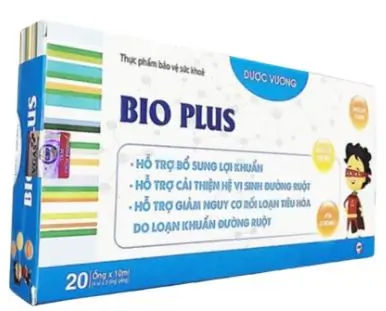 Thực phẩm bảo vệ sức khoẻ
DƯỢC VƯƠNG
BIO PLUS
• HỖ TRỢ BỔ SUNG LỢI KHUẨN
• HỖ TRỢ CẢI THIỆN HỆ VI SINH ĐƯỜNG RUỘT
• HỖ TRỢ GIẢM NGUY CƠ RỐI LOẠN TIÊU HÓA
DO LOẠN KHUẨN ĐƯỜNG RUỘT
20 Ống x 10ml
BIO PLUS